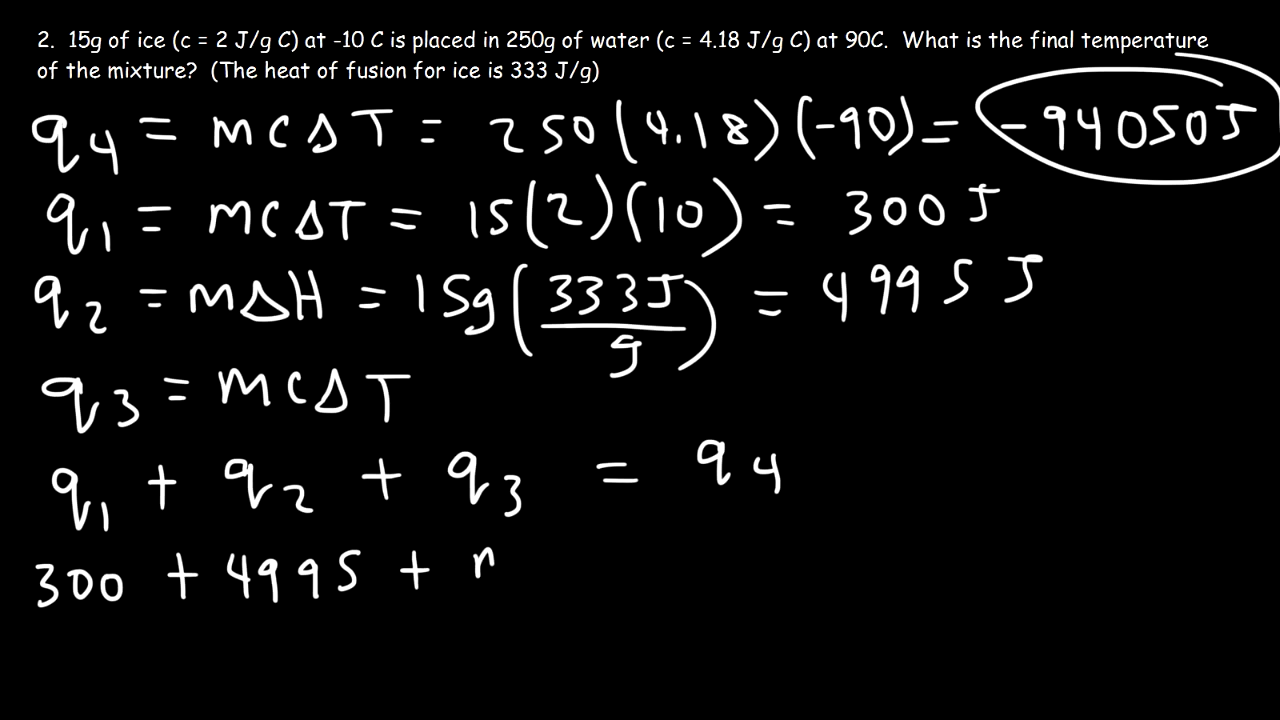 2. 15g of ice (c = 2 J/g C) at -10 C is placed in 250g of water (c = 4.18 J/g C) at 90C. What is the final temperature
of the mixture? (The heat of fusion for ice is 333 J/g)
q4 = mCΔT = 250(4.18)(-90) = -94050J
q1 = mCΔT = 15(2)(10) = 300J
q2 = mΔH = 15g(333J/g) = 4995J
q3 = mCΔT
q1 + q2 + q3 = q4
300 + 4995 + n